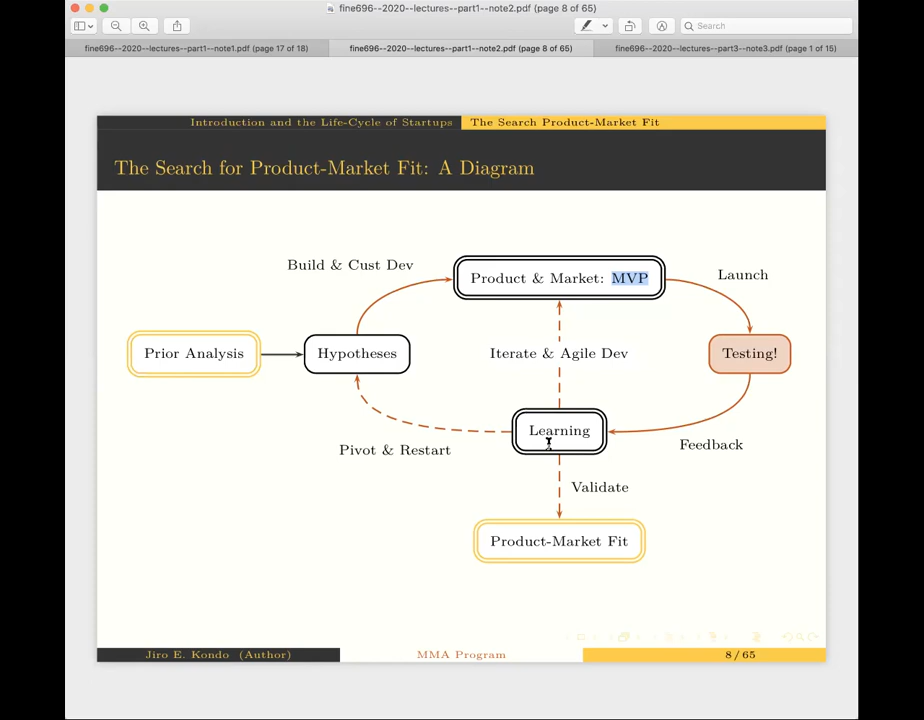 fine696--2020--lectures--part1--note2.pdf (page 8 of 65)
Search
fine696--2020--lectures--part1--note1.pdf (page 17 of 18)
fine696--2020--lectures--part1--note2.pdf (page 8 of 65)
fine696--2020--lectures--part3--note3.pdf (page 1 of 15)
Introduction and the Life-Cycle of Startups
The Search Product-Market Fit
The Search for Product-Market Fit: A Diagram
Build & Cust Dev
Product & Market: MVP
Launch
Prior Analysis
Hypotheses
Iterate & Agile Dev
Testing!
Learning
Pivot & Restart
Feedback
Validate
Product-Market Fit
Jiro E. Kondo (Author)
MMA Program
8 / 65